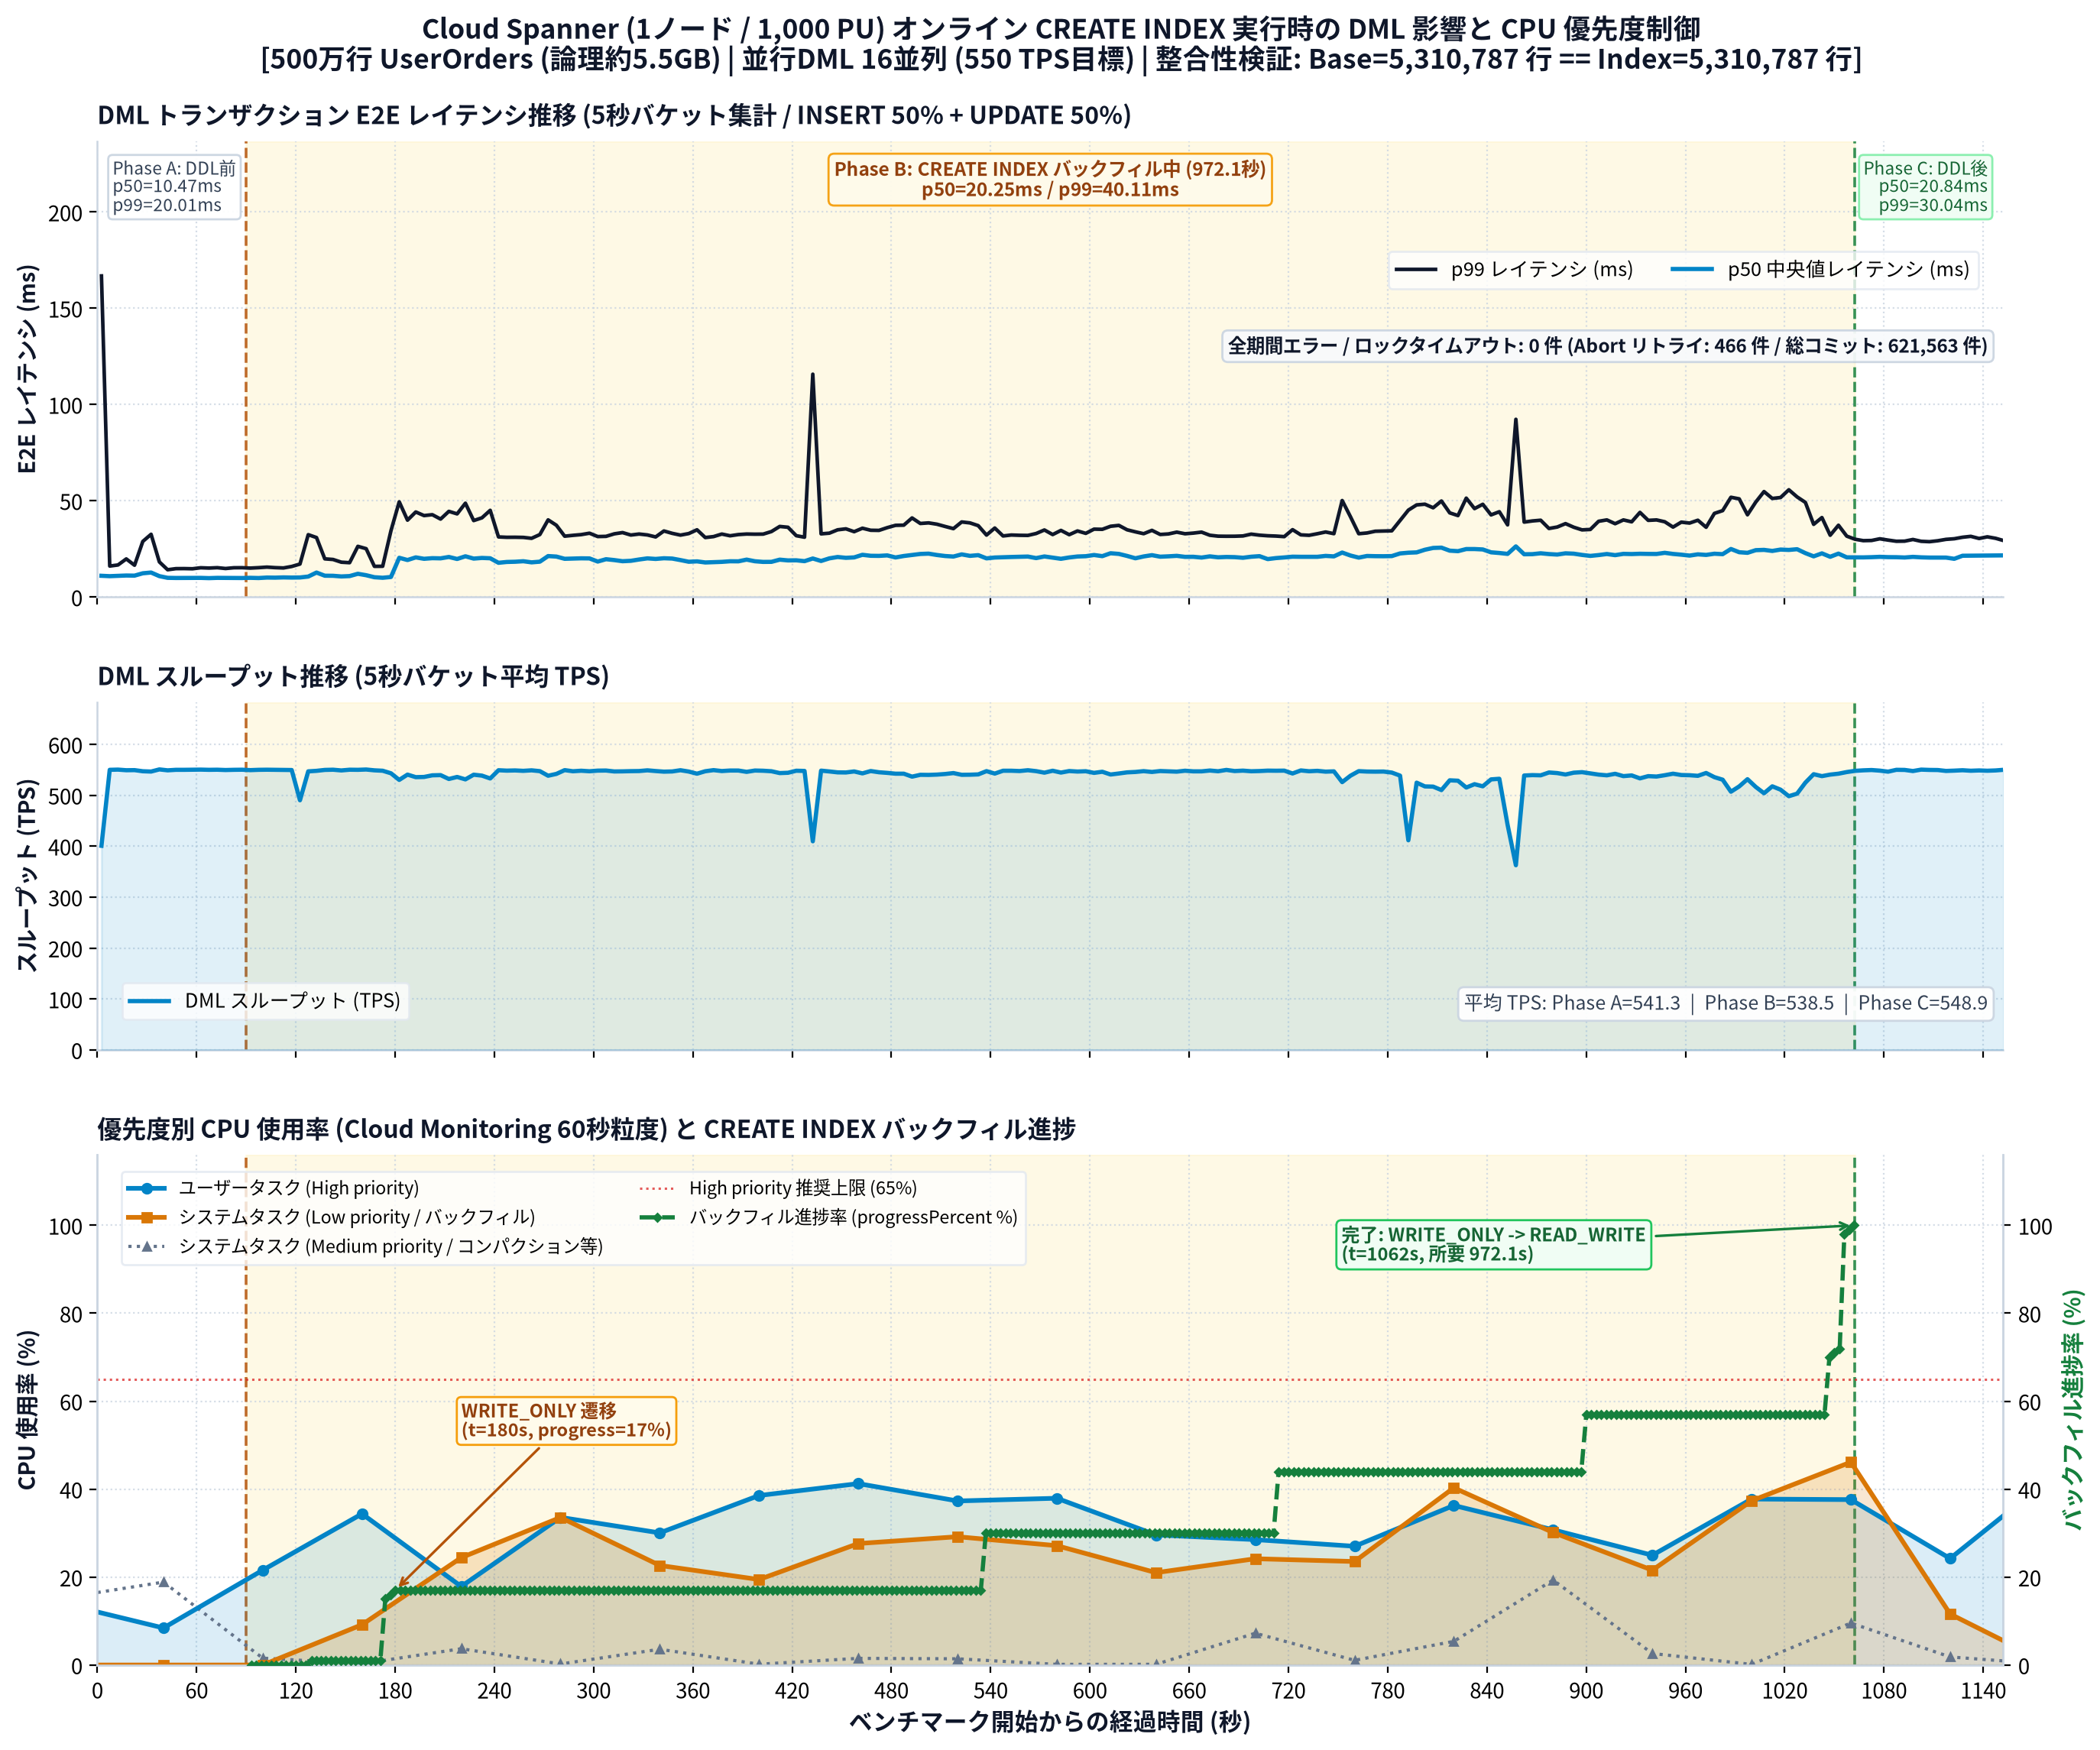 Cloud Spanner (1ノード / 1,000 PU) オンライン CREATE INDEX 実行時の DML 影響と CPU 優先度制御
[500万行 UserOrders (論理約5.5GB) | 並行DML 16並列 (550 TPS目標) | 整合性検証: Base=5,310,787 行 == Index=5,310,787 行]
DML トランザクション E2E レイテンシ推移 (5秒バケット集計 / INSERT 50% + UPDATE 50%)
Phase A: DDL前
p50=10.47ms
p99=20.01ms
Phase B: CREATE INDEX バックフィル中 (972.1秒)
p50=20.25ms / p99=40.11ms
Phase C: DDL後
p50=20.84ms
p99=30.04ms
p99 レイテンシ (ms)
p50 中央値レイテンシ (ms)
全期間エラー / ロックタイムアウト: 0 件 (Abort リトライ: 466 件 / 総コミット: 621,563 件)
E2E レイテンシ (ms)
200
150
100
50
0
DML スループット推移 (5秒バケット平均 TPS)
スループット (TPS)
600
500
400
300
200
100
0
DML スループット (TPS)
平均 TPS: Phase A=541.3 | Phase B=538.5 | Phase C=548.9
優先度別 CPU 使用率 (Cloud Monitoring 60秒粒度) と CREATE INDEX バックフィル進捗
ユーザータスク (High priority)
システムタスク (Low priority / バックフィル)
システムタスク (Medium priority / コンパクション等)
High priority 推奨上限 (65%)
バックフィル進捗率 (progressPercent %)
完了: WRITE_ONLY -> READ_WRITE
(t=1062s, 所要 972.1s)
WRITE_ONLY 遷移
(t=180s, progress=17%)
CPU 使用率 (%)
100
80
60
40
20
0
バックフィル進捗率 (%)
100
80
60
40
20
0
0 60 120 180 240 300 360 420 480 540 600 660 720 780 840 900 960 1020 1080 1140
ベンチマーク開始からの経過時間 (秒)